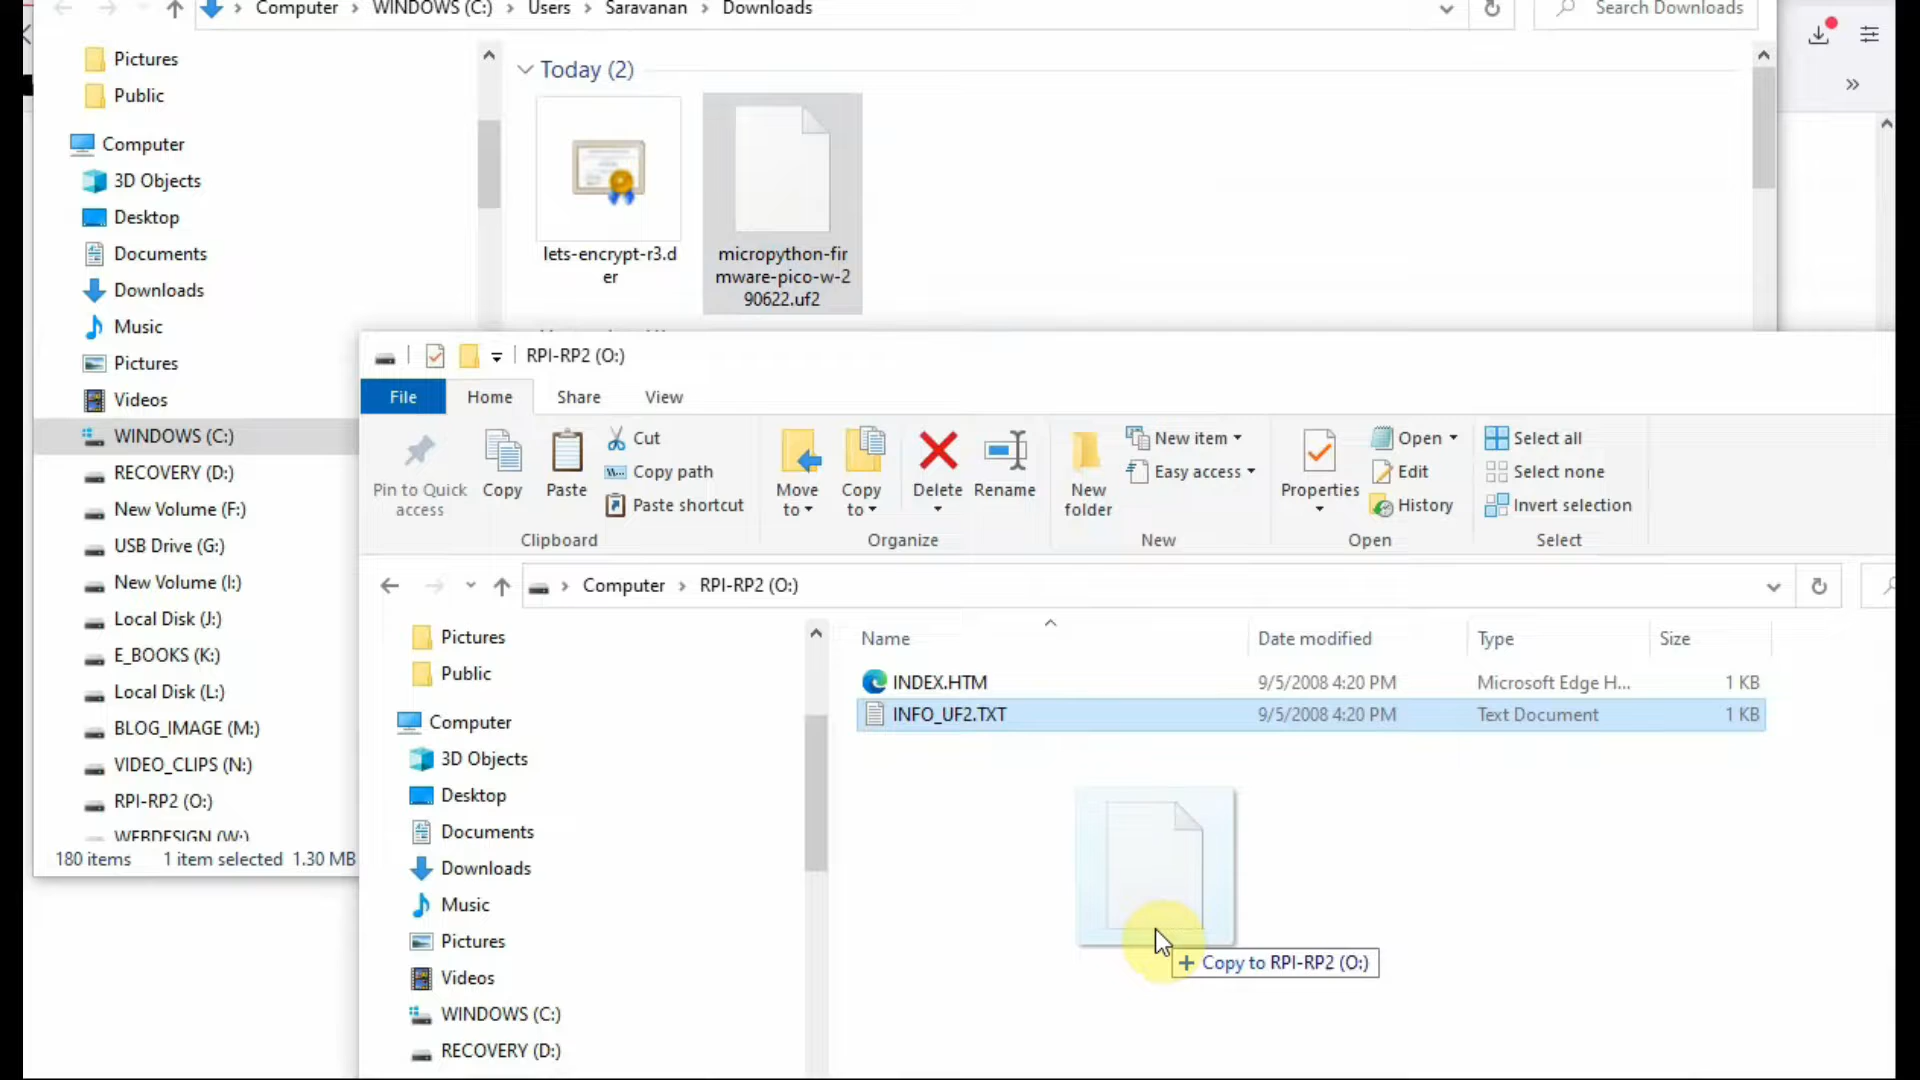 Computer > WINDOWS (C:) > Users > Saravanan > Downloads
Search Downloads
Pictures
Public
Computer
3D Objects
Desktop
Documents
Downloads
Music
Pictures
Videos
WINDOWS (C:)
RECOVERY (D:)
New Volume (F:)
USB Drive (G:)
New Volume (I:)
Local Disk (J:)
E_BOOKS (K:)
Local Disk (L:)
BLOG_IMAGE (M:)
VIDEO_CLIPS (N:)
RPI-RP2 (O:)
WEBDESIGN (W:)
180 items 1 item selected 1.30 MB
Today (2)
lets-encrypt-r3.d
er
micropython-fir
mware-pico-w-2
90622.uf2
RPI-RP2 (O:)
File Home Share View
Pin to Quick
access
Copy
Paste
Cut
Copy path
Paste shortcut
Clipboard
Move
to
Copy
to
Delete
Rename
Organize
New
folder
New item
Easy access
New
Properties
Open
Edit
History
Open
Select all
Select none
Invert selection
Select
Computer > RPI-RP2 (O:)
Pictures
Public
Computer
3D Objects
Desktop
Documents
Downloads
Music
Pictures
Videos
WINDOWS (C:)
RECOVERY (D:)
Name Date modified Type Size
INDEX.HTM 9/5/2008 4:20 PM Microsoft Edge H... 1 KB
INFO_UF2.TXT 9/5/2008 4:20 PM Text Document 1 KB
+ Copy to RPI-RP2 (O:)